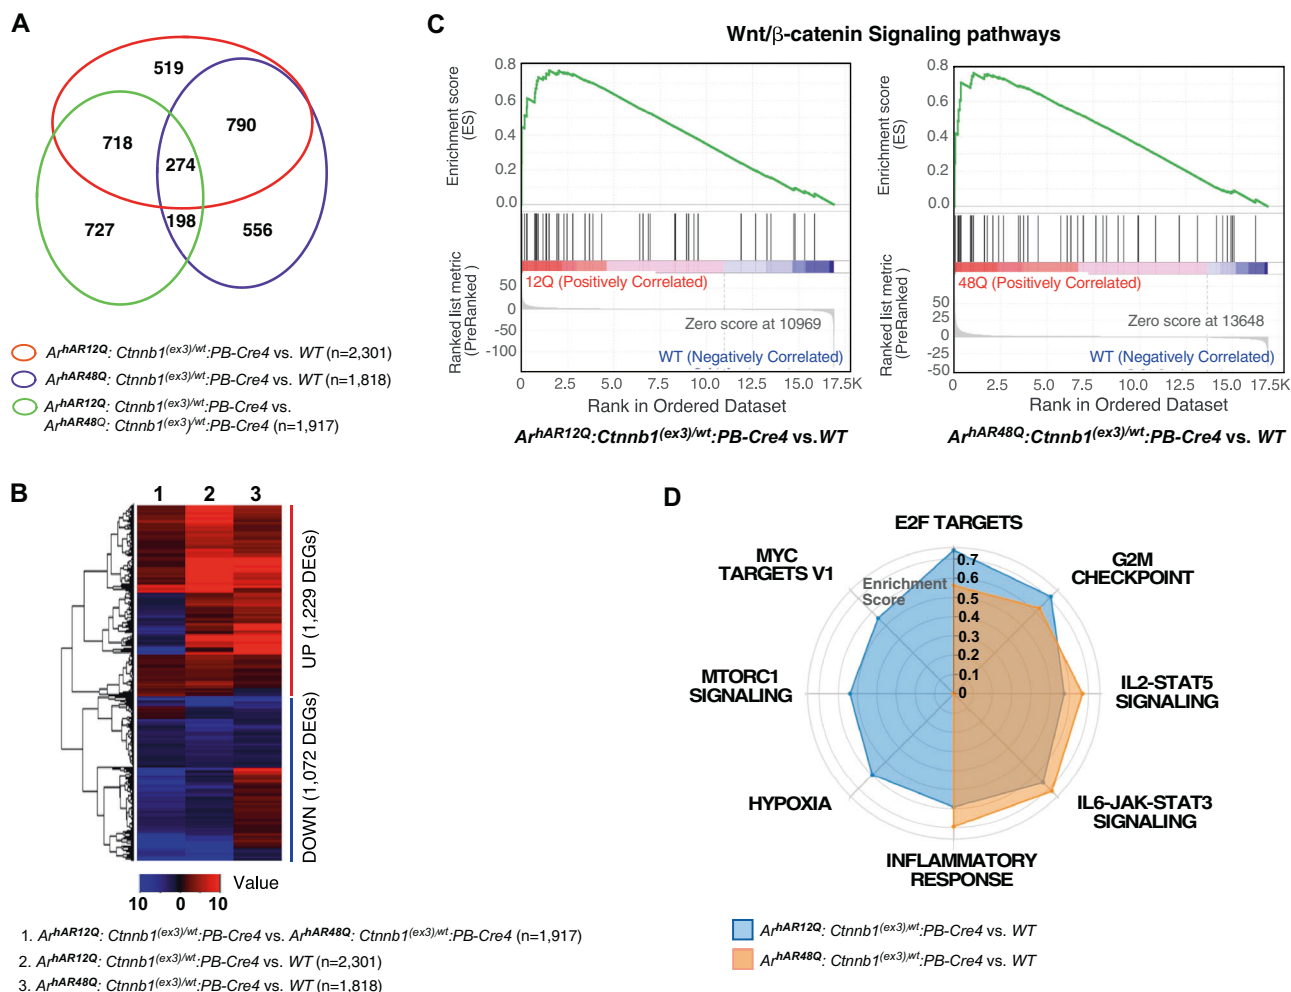 A
519
718
790
274
727
198
556
Ar^hAR12Q: Ctnnb1^(ex3)/wt:PB-Cre4 vs. WT (n=2,301)
Ar^hAR48Q: Ctnnb1^(ex3)/wt:PB-Cre4 vs. WT (n=1,818)
Ar^hAR12Q: Ctnnb1^(ex3)/wt:PB-Cre4 vs.
Ar^hAR48Q: Ctnnb1^(ex3)/wt:PB-Cre4 (n=1,917)
B
1 2 3
UP (1,229 DEGs)
DOWN (1,072 DEGs)
Value
10 0 10
1. Ar^hAR12Q: Ctnnb1^(ex3)/wt:PB-Cre4 vs. Ar^hAR48Q: Ctnnb1^(ex3),wt:PB-Cre4 (n=1,917)
2. Ar^hAR12Q: Ctnnb1^(ex3)/wt:PB-Cre4 vs. WT (n=2,301)
3. Ar^hAR48Q: Ctnnb1^(ex3)/wt:PB-Cre4 vs. WT (n=1,818)
C
Wnt/β-catenin Signaling pathways
Enrichment score
(ES)
0.8
0.6
0.4
0.2
0.0
12Q (Positively Correlated)
Ranked list metric
(PreRanked )
50
0
-50
-100
Zero score at 10969
WT (Negatively Correlated)
0 2.5 5.0 7.5 10.0 12.5 15.0 17.5K
Rank in Ordered Dataset
Ar^hAR12Q:Ctnnb1^(ex3)/wt:PB-Cre4 vs.WT
Enrichment score
(ES)
0.8
0.6
0.4
0.2
0.0
48Q (Positively Correlated)
Ranked list metric
(PreRanked )
50
25
0
-25
-50
Zero score at 13648
WT (Negatively Correlated)
0 2.5 5.0 7.5 10.0 12.5 15.0 17.5K
Rank in Ordered Dataset
Ar^hAR48Q:Ctnnb1^(ex3)/wt:PB-Cre4 vs. WT
D
E2F TARGETS
G2M
CHECKPOINT
IL2-STAT5
SIGNALING
IL6-JAK-STAT3
SIGNALING
INFLAMMATORY
RESPONSE
HYPOXIA
MTORC1
SIGNALING
MYC
TARGETS V1
Enrichment
Score
0.7
0.6
0.5
0.4
0.3
0.2
0.1
0
Ar^hAR12Q: Ctnnb1^(ex3),wt:PB-Cre4 vs. WT
Ar^hAR48Q: Ctnnb1^(ex3),wt:PB-Cre4 vs. WT